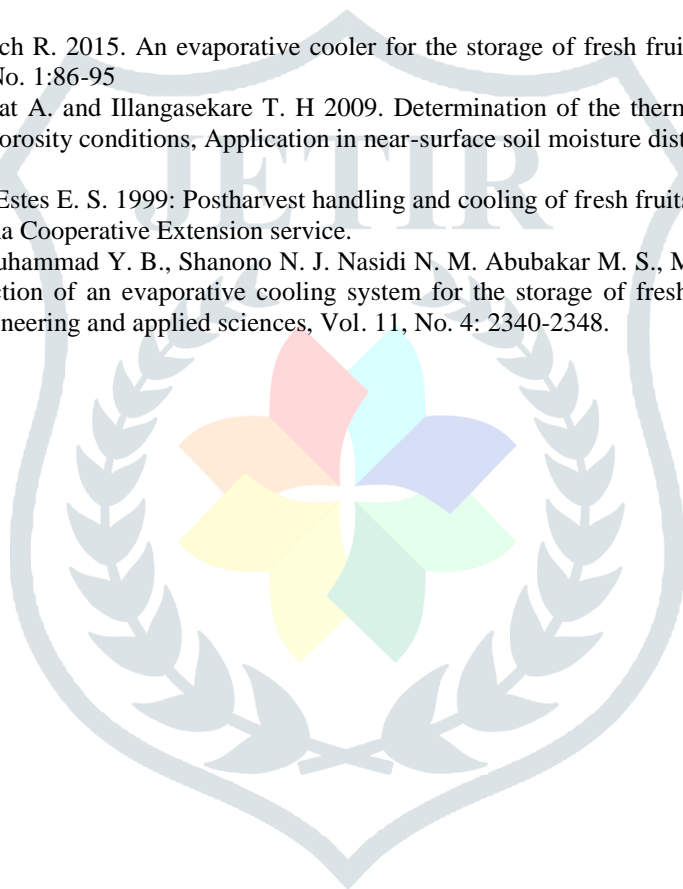 ch R. 2015. An evaporative cooler for the storage of fresh frui
No. 1:86-95
at A. and Illangasekare T. H 2009. Determination of the therm
orosity conditions, Application in near-surface soil moisture dist
Estes E. S. 1999: Postharvest handling and cooling of fresh fruits
na Cooperative Extension service.
uhammad Y. B., Shanono N. J. Nasidi N. M. Abubakar M. S., M
ction of an evaporative cooling system for the storage of fresh
neering and applied sciences, Vol. 11, No. 4: 2340-2348.
JETIR